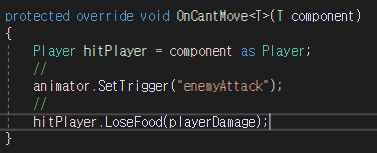 protected override void OnCantMove<T>(T component)
{
Player hitPlayer = component as Player;
//
animator.SetTrigger("enemyAttack");
//
hitPlayer.LoseFood(playerDamage);
}